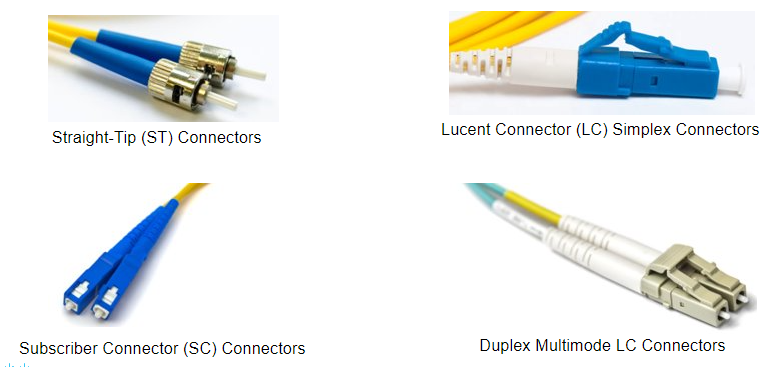 Straight-Tip (ST) Connectors
Lucent Connector (LC) Simplex Connectors
Subscriber Connector (SC) Connectors
Duplex Multimode LC Connectors